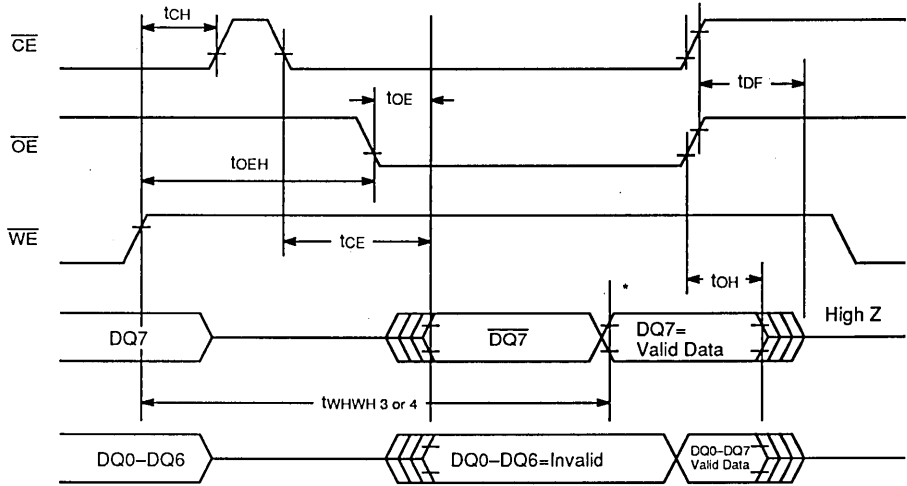 tCH
CE
tDF
tOE
OE
tOEH
WE
tCE
tOH
*
High Z
DQ7
DQ7
DQ7=
Valid Data
tWHWH 3 or 4
DQ0–DQ6
DQ0–DQ6=Invalid
DQ0–DQ7
Valid Data